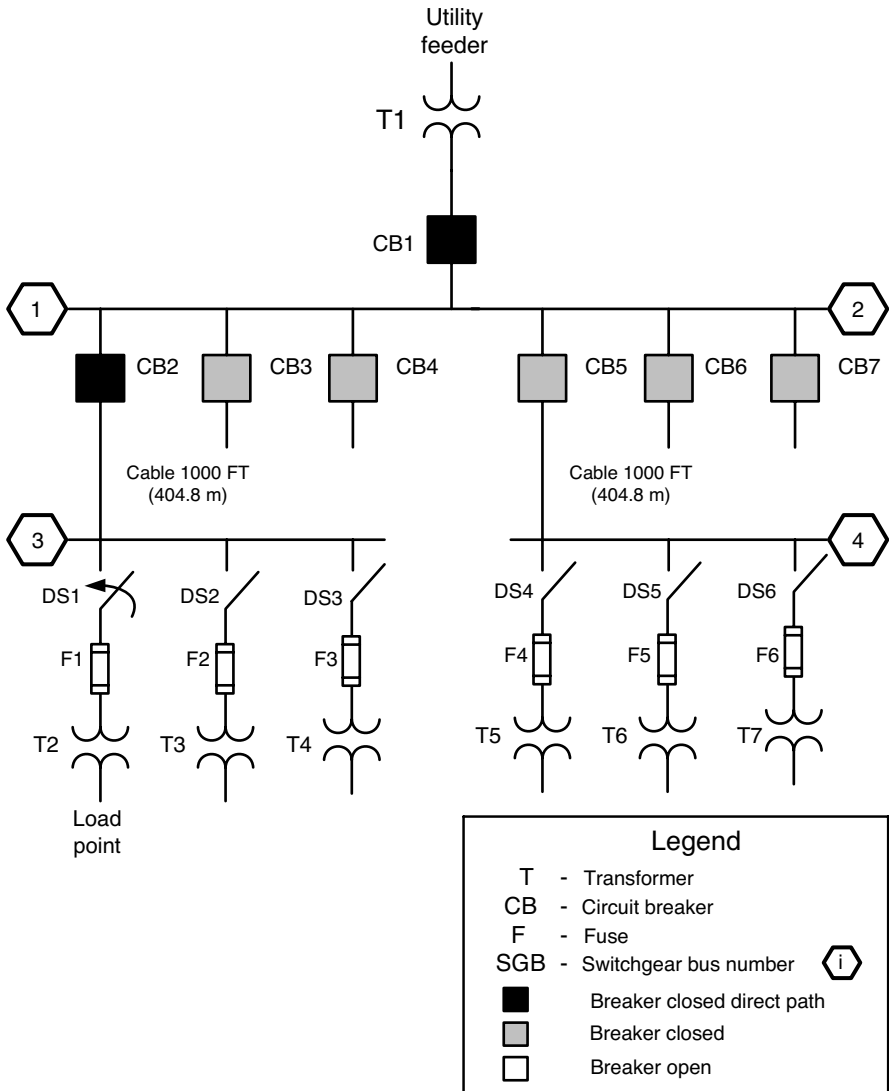 Utility
feeder
T1
CB1
1
2
CB2
CB3
CB4
CB5
CB6
CB7
Cable 1000 FT
(404.8 m)
Cable 1000 FT
(404.8 m)
3
4
DS1
DS2
DS3
DS4
DS5
DS6
F1
F2
F3
F4
F5
F6
T2
T3
T4
T5
T6
T7
Load
point
Legend
T - Transformer
CB - Circuit breaker
F - Fuse
SGB - Switchgear bus number i
Breaker closed direct path
Breaker closed
Breaker open